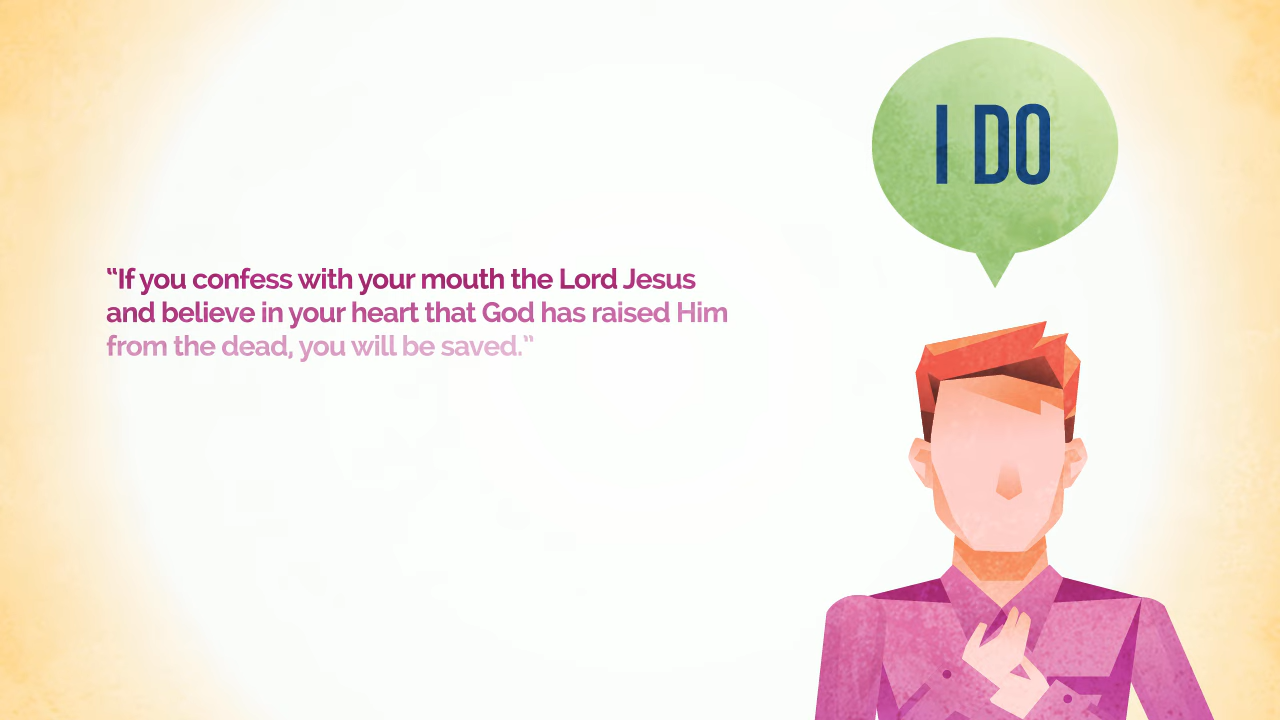 “If you confess with your mouth the Lord Jesus
and believe in your heart that God has raised Him
from the dead, you will be saved.”
I DO